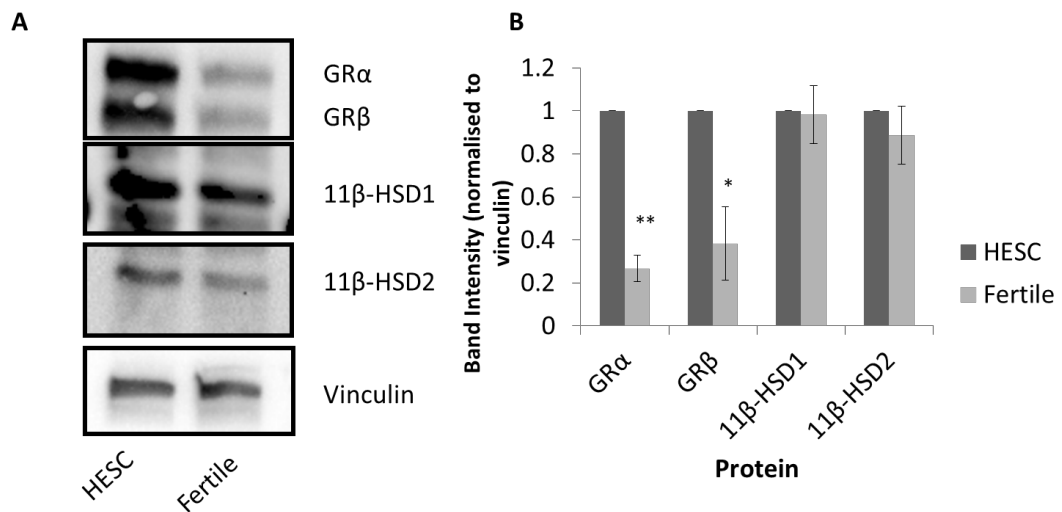 A
GRα
GRβ
11β-HSD1
11β-HSD2
Vinculin
HESC
Fertile
B
Band Intensity (normalised to
vinculin)
1.2
1
0.8
0.6
0.4
0.2
0
**
*
GRα
GRβ
11β-HSD1
11β-HSD2
Protein
HESC
Fertile